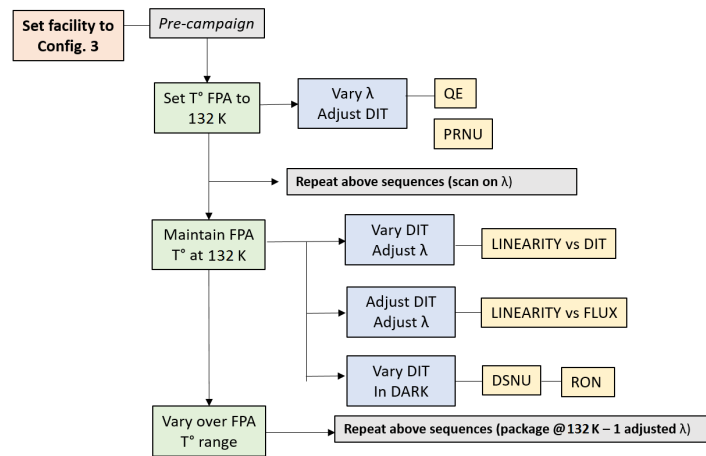 Set facility to
Config. 3
Pre-campaign
Set T° FPA to
132 K
Vary λ
Adjust DIT
QE
PRNU
Repeat above sequences (scan on λ)
Maintain FPA
T° at 132 K
Vary DIT
Adjust λ
LINEARITY vs DIT
Adjust DIT
Adjust λ
LINEARITY vs FLUX
Vary DIT
In DARK
DSNU
RON
Vary over FPA
T° range
Repeat above sequences (package @132 K – 1 adjusted λ)